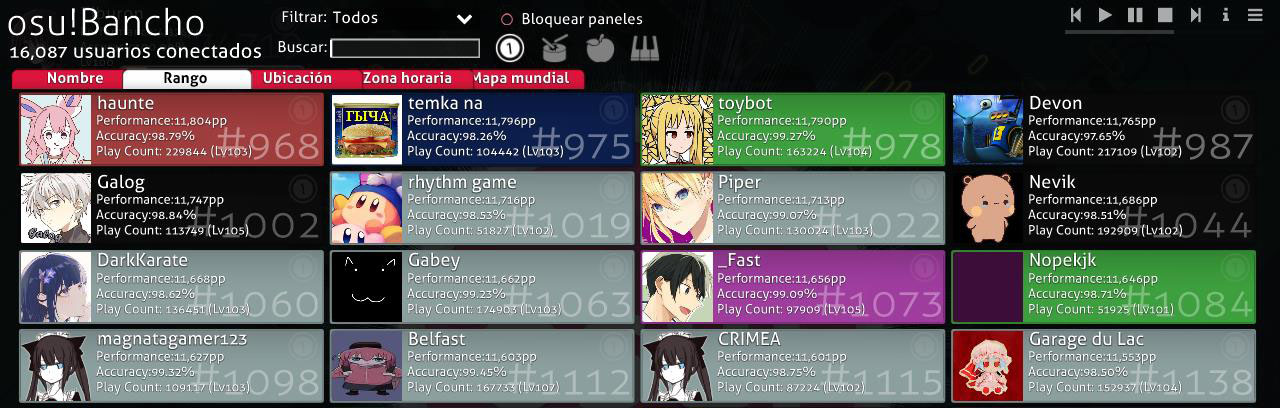 osu!Bancho
16,087 usuarios conectados
Filtrar: Todos
Bloquear paneles
Buscar:
Nombre Rango Ubicación Zona horaria Mapa mundial
haunte
Performance:11,804pp
Accuracy:98.79%
Play Count: 229844 (Lv103)
#968
ГЫЧА
temka na
Performance:11,796pp
Accuracy:98.26%
Play Count: 104442 (Lv103)
#975
toybot
Performance:11,790pp
Accuracy:99.27%
Play Count: 163224 (Lv104)
#978
Devon
Performance:11,765pp
Accuracy:97.65%
Play Count: 217109 (Lv102)
#987
Galog
Performance:11,747pp
Accuracy:98.84%
Play Count: 113749 (Lv105)
#1002
Galog
rhythm game
Performance:11,716pp
Accuracy:98.53%
Play Count: 51827 (Lv102)
#1019
Piper
Performance:11,713pp
Accuracy:99.07%
Play Count: 130024 (Lv103)
#1022
Nevik
Performance:11,686pp
Accuracy:98.51%
Play Count: 192909 (Lv102)
#1044
DarkKarate
Performance:11,668pp
Accuracy:98.62%
Play Count: 136451 (Lv103)
#1060
Gabey
Performance:11,662pp
Accuracy:99.23%
Play Count: 174903 (Lv103)
#1063
_Fast
Performance:11,656pp
Accuracy:99.09%
Play Count: 97909 (Lv105)
#1073
Nopekjk
Performance:11,646pp
Accuracy:98.71%
Play Count: 51925 (Lv101)
#1084
magnatagamer123
Performance:11,627pp
Accuracy:99.32%
Play Count: 109117 (Lv103)
#1098
Belfast
Performance:11,603pp
Accuracy:99.45%
Play Count: 167733 (Lv107)
#1112
CRIMEA
Performance:11,601pp
Accuracy:98.75%
Play Count: 87224 (Lv102)
#1115
Garage du Lac
Performance:11,553pp
Accuracy:98.50%
Play Count: 152937 (Lv104)
#1138